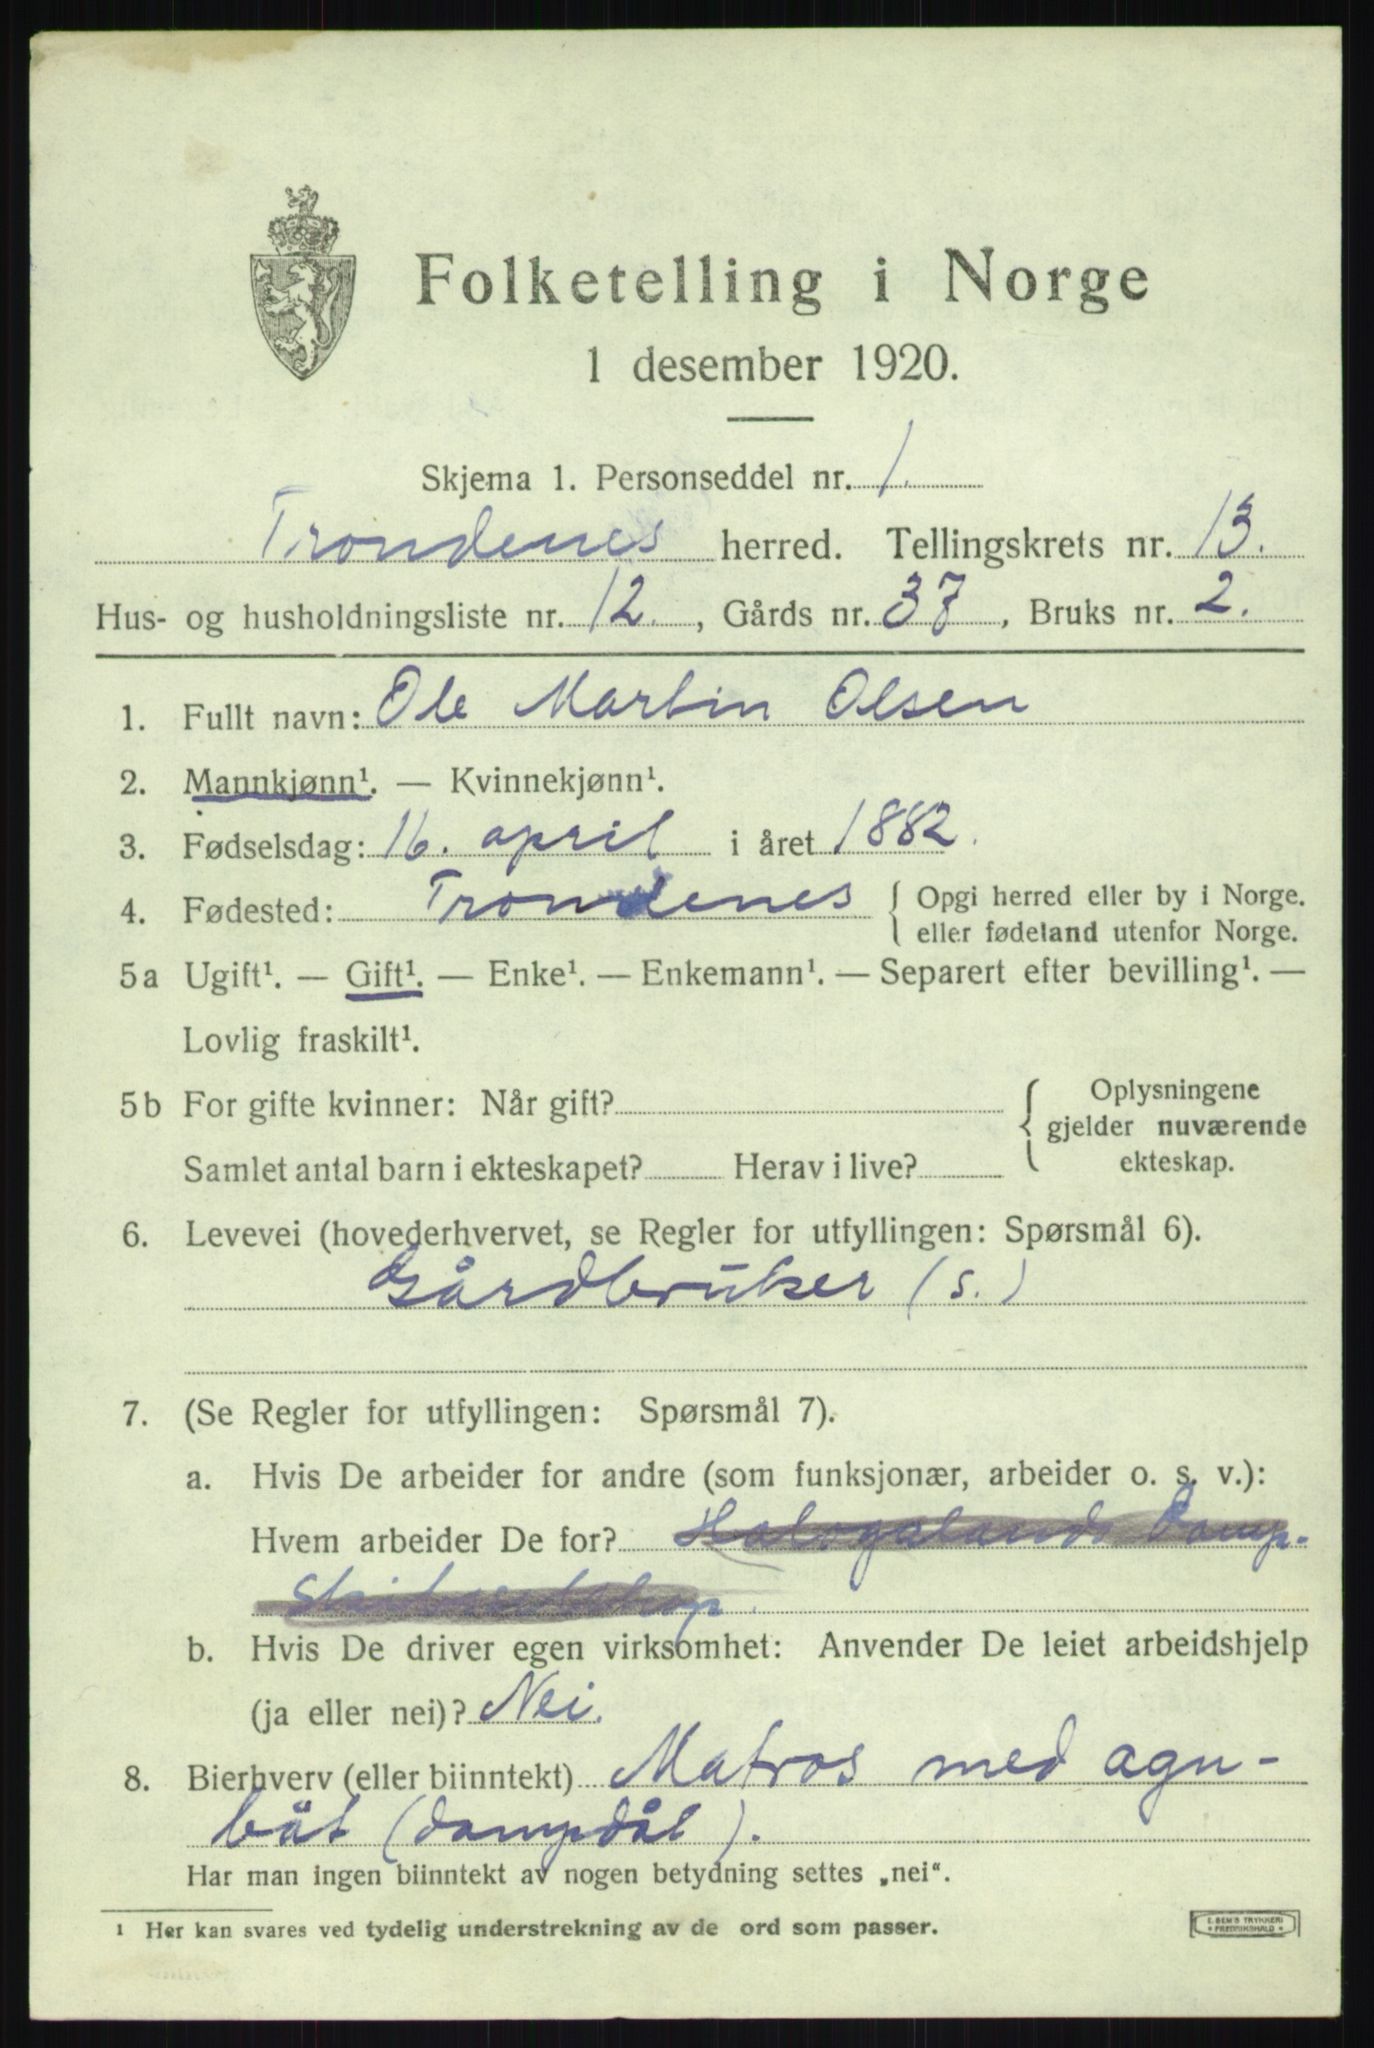 Folketelling i Norge
1 desember 1920.
Skjema 1. Personseddel nr. 1.
Trondenes herred. Tellingskrets nr. 13.
Hus- og husholdningsliste nr. 12., Gårds nr. 37, Bruks nr. 2.
1. Fullt navn: Ole Martin Olsen
2. Mannkjønn¹. — Kvinnekjønn¹.
3. Fødselsdag: 16. april i året 1882.
4. Fødested: Trondenes { Opgi herred eller by i Norge.
eller fødeland utenfor Norge.
5a Ugift¹. — Gift¹. — Enke¹. — Enkemann¹. — Separert efter bevilling¹. —
Lovlig fraskilt¹.
5b For gifte kvinner: Når gift? { Oplysningene
gjelder nuværende
Samlet antal barn i ekteskapet? Herav i live? ekteskap.
6. Levevei (hovederhvervet, se Regler for utfyllingen: Spørsmål 6).
Gårdbruker (s.)
7. (Se Regler for utfyllingen: Spørsmål 7).
a. Hvis De arbeider for andre (som funksjonær, arbeider o. s. v.):
Hvem arbeider De for? Halogalands Damp-
skibsselskap.
b. Hvis De driver egen virksomhet: Anvender De leiet arbeidshjelp
(ja eller nei)? Nei.
8. Bierhverv (eller biinntekt) Matros med agn-
båt (dampbåt).
Har man ingen biinntekt av nogen betydning settes „nei“.
¹ Her kan svares ved tydelig understrekning av de ord som passer.
E. SEM'S TRYKKERI
* FREDRIKSHALD *